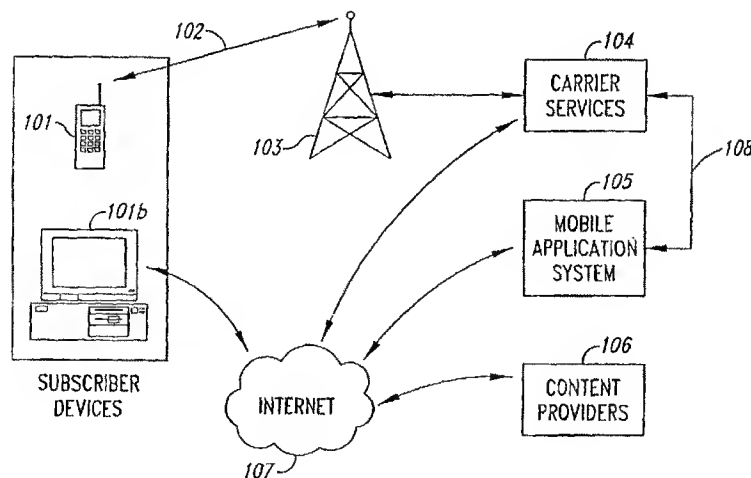 102
104
CARRIER
SERVICES
101
103
108
101b
105
MOBILE
APPLICATION
SYSTEM
106
SUBSCRIBER
DEVICES
INTERNET
CONTENT
PROVIDERS
107